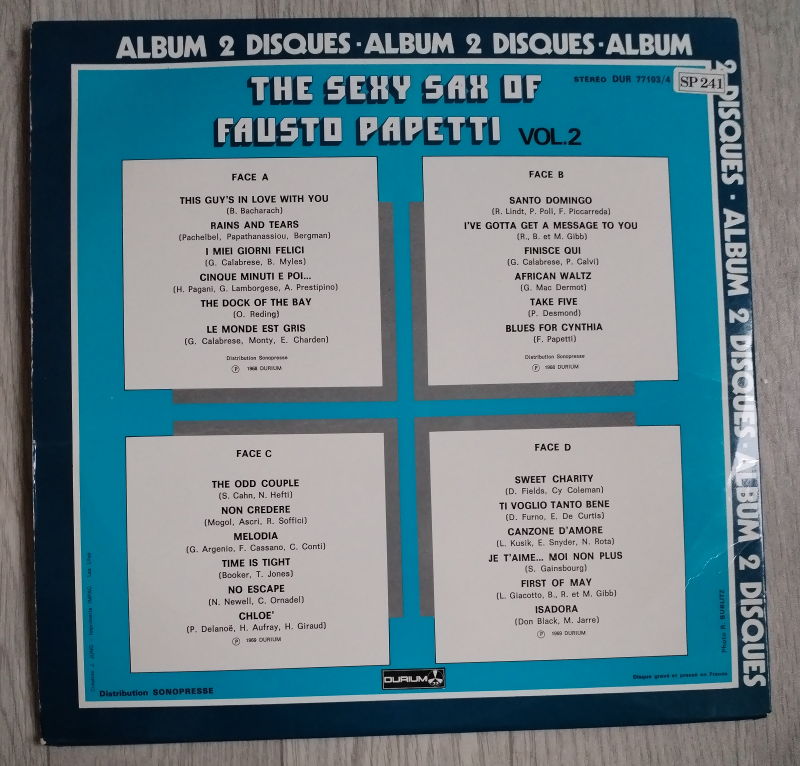 ALBUM 2 DISQUES · ALBUM 2 DISQUES · ALBUM
2 DISQUES · ALBUM 2 DISQUES · ALBUM 2 DISQUES
THE SEXY SAX OF
FAUSTO PAPETTI VOL.2
STEREO DUR 77103/4
SP 241
FACE A
THIS GUY'S IN LOVE WITH YOU
(B. Bacharach)
RAINS AND TEARS
(Pachelbel, Papathanassiou, Bergman)
I MIEI GIORNI FELICI
(G. Calabrese, B. Myles)
CINQUE MINUTI E POI...
(H. Pagani, G. Lamborgese, A. Prestipino)
THE DOCK OF THE BAY
(O. Reding)
LE MONDE EST GRIS
(G. Calabrese, Monty, E. Charden)
Distribution Sonopresse
Ⓟ 1968 DURIUM
FACE B
SANTO DOMINGO
(R. Lindt, P. Poll, F. Piccarreda)
I'VE GOTTA GET A MESSAGE TO YOU
(R., B. et M. Gibb)
FINISCE QUI
(G. Calabrese, P. Calvi)
AFRICAN WALTZ
(G. Mac Dermot)
TAKE FIVE
(P. Desmond)
BLUES FOR CYNTHIA
(F. Papetti)
Distribution Sonopresse
Ⓟ 1968 DURIUM
FACE C
THE ODD COUPLE
(S. Cahn, N. Hefti)
NON CREDERE
(Mogol, Ascri, R. Soffici)
MELODIA
(G. Argenio, F. Cassano, C. Conti)
TIME IS TIGHT
(Booker, T. Jones)
NO ESCAPE
(N. Newell, C. Ornadel)
CHLOE'
(P. Delanoë, H. Aufray, H. Giraud)
Ⓟ 1969 DURIUM
FACE D
SWEET CHARITY
(D. Fields, Cy Coleman)
TI VOGLIO TANTO BENE
(D. Furno, E. De Curtis)
CANZONE D'AMORE
(L. Kusik, E. Snyder, N. Rota)
JE T'AIME... MOI NON PLUS
(S. Gainsbourg)
FIRST OF MAY
(L. Giacotto, B., R. et M. Gibb)
ISADORA
(Don Black, M. Jarre)
Ⓟ 1969 DURIUM
Photo R. BUBLITZ
Distribution SONOPRESSE
DURIUM
Disque gravé et pressé en France